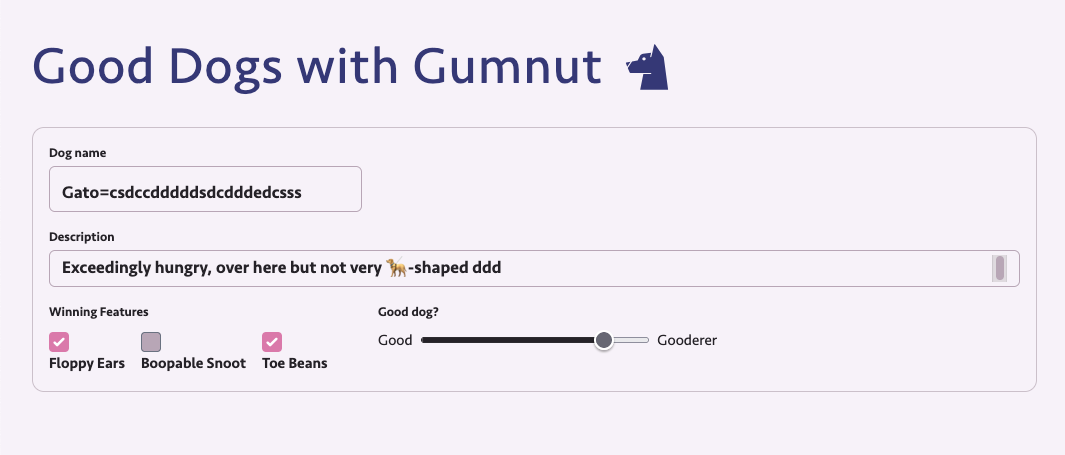 Good Dogs with Gumnut
Dog name
Gato=csdccdddddsdcdddedcsss
Description
Exceedingly hungry, over here but not very 🦮-shaped ddd
Winning Features
Good dog?
Good
Gooderer
Floppy Ears
Boopable Snoot
Toe Beans